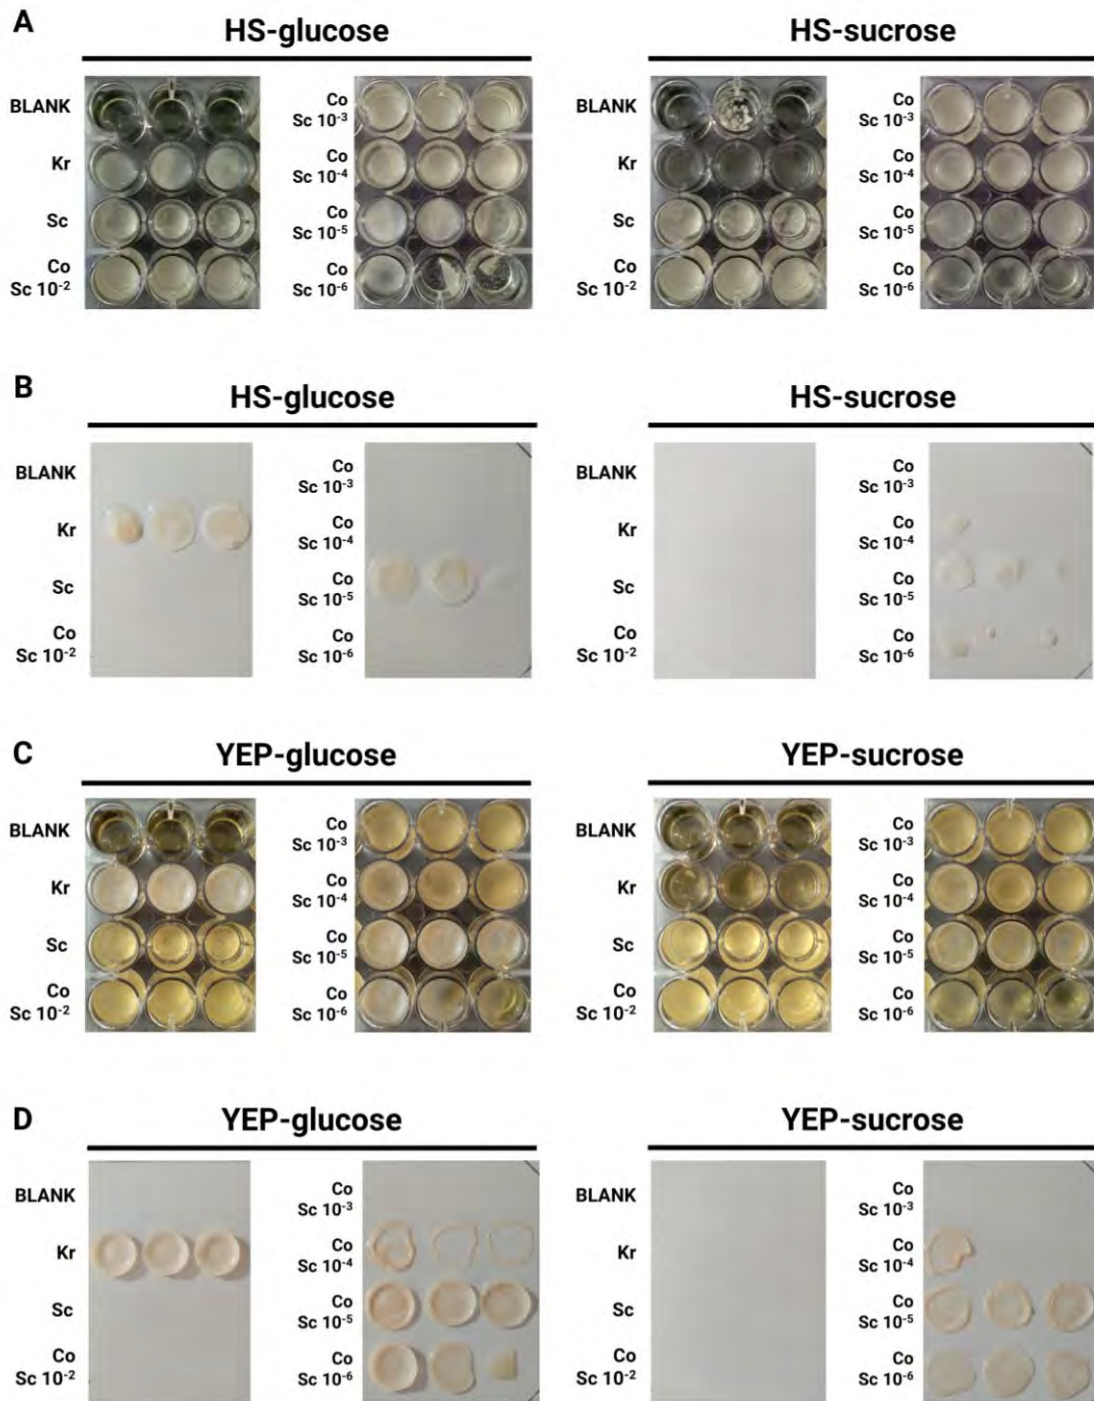 A
HS-glucose
HS-sucrose
BLANK
Kr
Sc
Co
Sc 10⁻²
Co
Sc 10⁻³
Co
Sc 10⁻⁴
Co
Sc 10⁻⁵
Co
Sc 10⁻⁶
BLANK
Kr
Sc
Co
Sc 10⁻²
Co
Sc 10⁻³
Co
Sc 10⁻⁴
Co
Sc 10⁻⁵
Co
Sc 10⁻⁶
B
HS-glucose
HS-sucrose
BLANK
Kr
Sc
Co
Sc 10⁻²
Co
Sc 10⁻³
Co
Sc 10⁻⁴
Co
Sc 10⁻⁵
Co
Sc 10⁻⁶
BLANK
Kr
Sc
Co
Sc 10⁻²
Co
Sc 10⁻³
Co
Sc 10⁻⁴
Co
Sc 10⁻⁵
Co
Sc 10⁻⁶
C
YEP-glucose
YEP-sucrose
BLANK
Kr
Sc
Co
Sc 10⁻²
Co
Sc 10⁻³
Co
Sc 10⁻⁴
Co
Sc 10⁻⁵
Co
Sc 10⁻⁶
BLANK
Kr
Sc
Co
Sc 10⁻²
Co
Sc 10⁻³
Co
Sc 10⁻⁴
Co
Sc 10⁻⁵
Co
Sc 10⁻⁶
D
YEP-glucose
YEP-sucrose
BLANK
Kr
Sc
Co
Sc 10⁻²
Co
Sc 10⁻³
Co
Sc 10⁻⁴
Co
Sc 10⁻⁵
Co
Sc 10⁻⁶
BLANK
Kr
Sc
Co
Sc 10⁻²
Co
Sc 10⁻³
Co
Sc 10⁻⁴
Co
Sc 10⁻⁵
Co
Sc 10⁻⁶